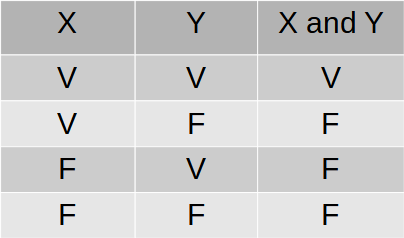 X Y X and Y
V V V
V F F
F V F
F F F